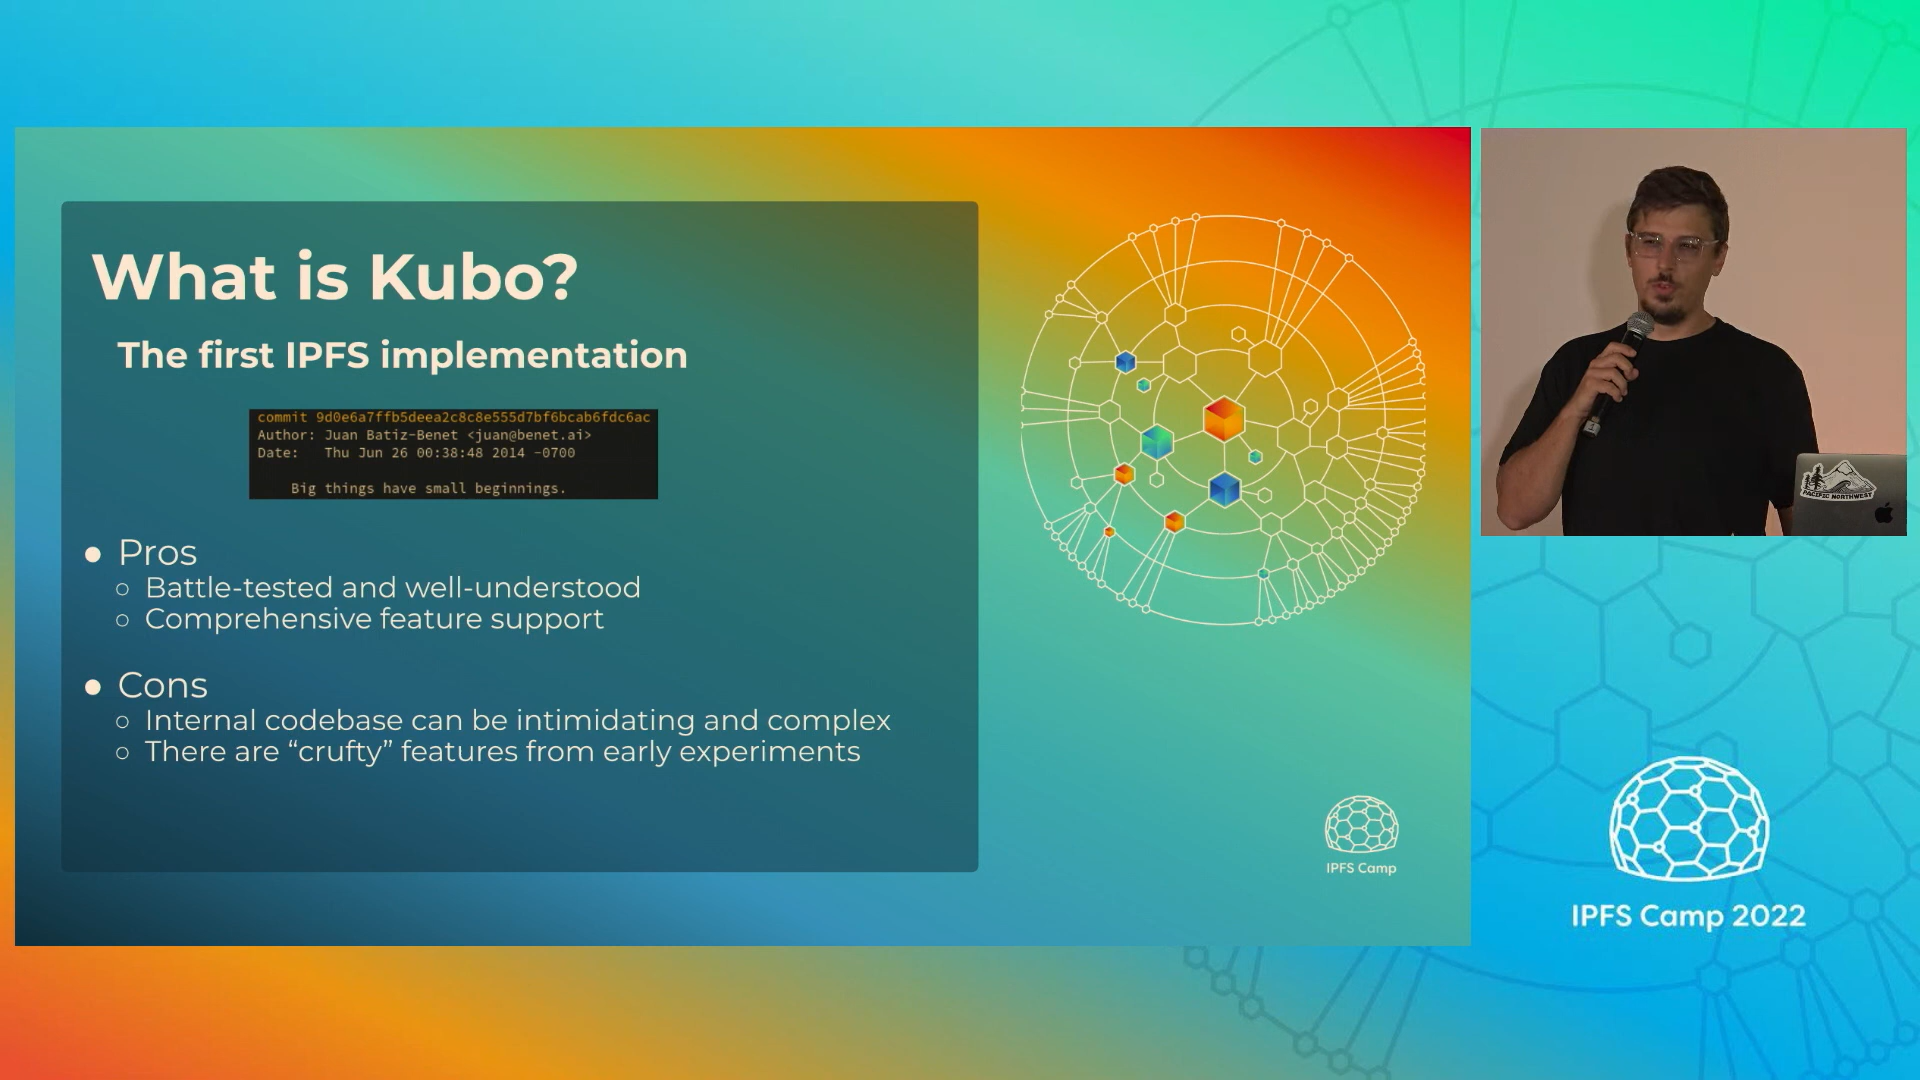 What is Kubo?
The first IPFS implementation
commit 9d0e6a7ffb5deea2c8c8e555d7bf6bcab6fdc6ac
Author: Juan Batiz-Benet <juan@benet.ai>
Date:   Thu Jun 26 00:38:48 2014 -0700
Big things have small beginnings.
● Pros
○ Battle-tested and well-understood
○ Comprehensive feature support
● Cons
○ Internal codebase can be intimidating and complex
○ There are “crufty” features from early experiments
IPFS Camp
PACIFIC NORTHWEST
IPFS Camp 2022